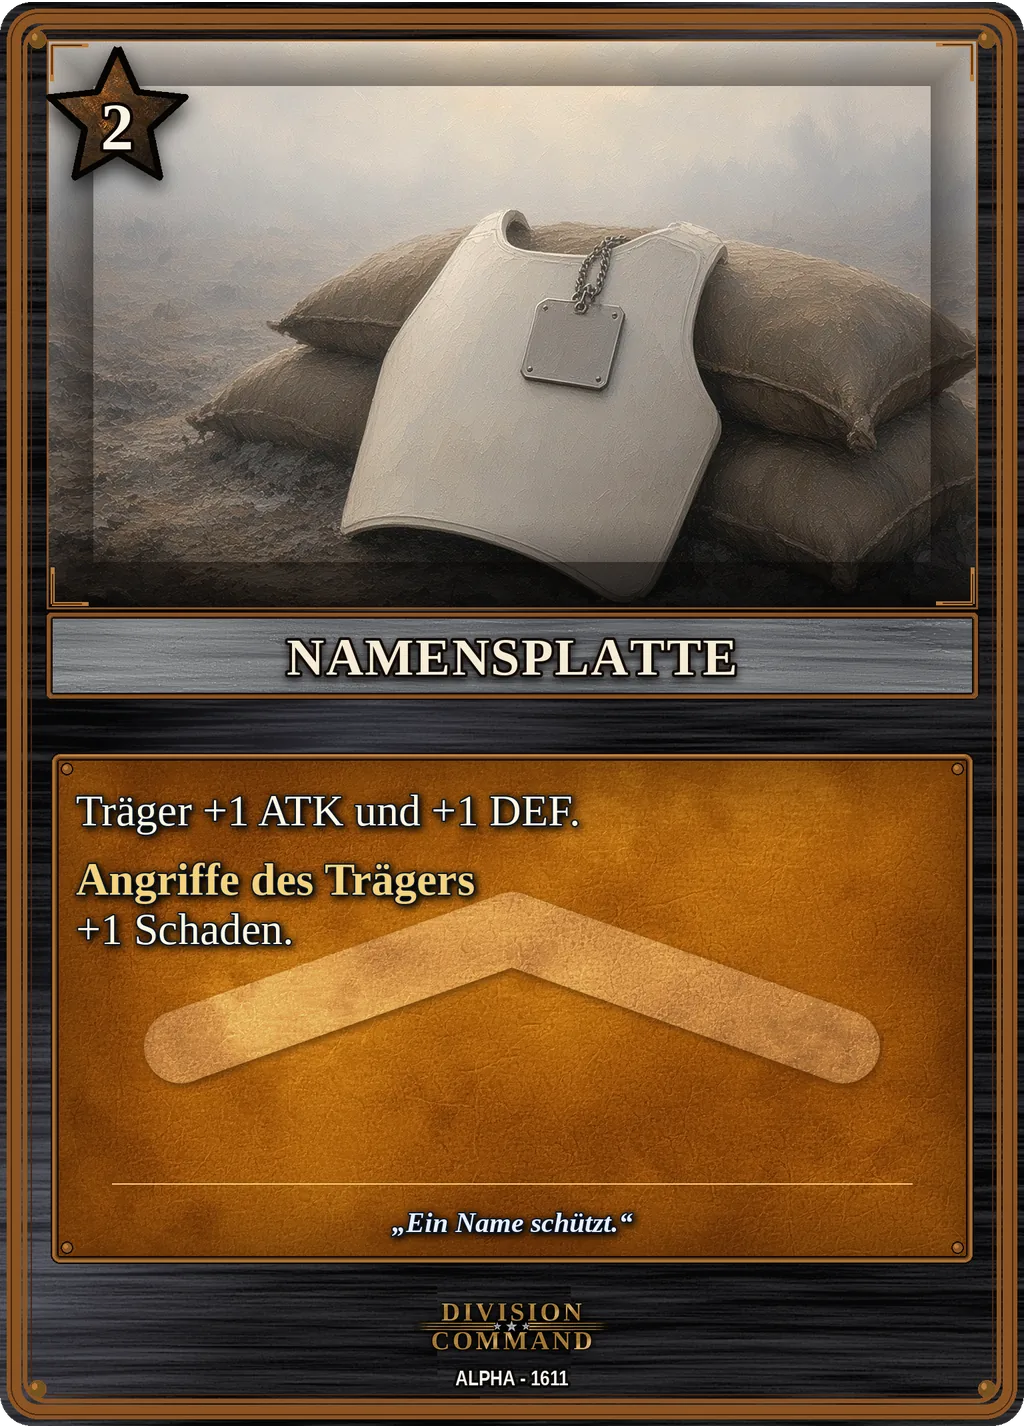 2
NAMENSPLATTE
Träger +1 ATK und +1 DEF.
Angriffe des Trägers
+1 Schaden.
„Ein Name schützt.“
DIVISION
COMMAND
ALPHA - 1611